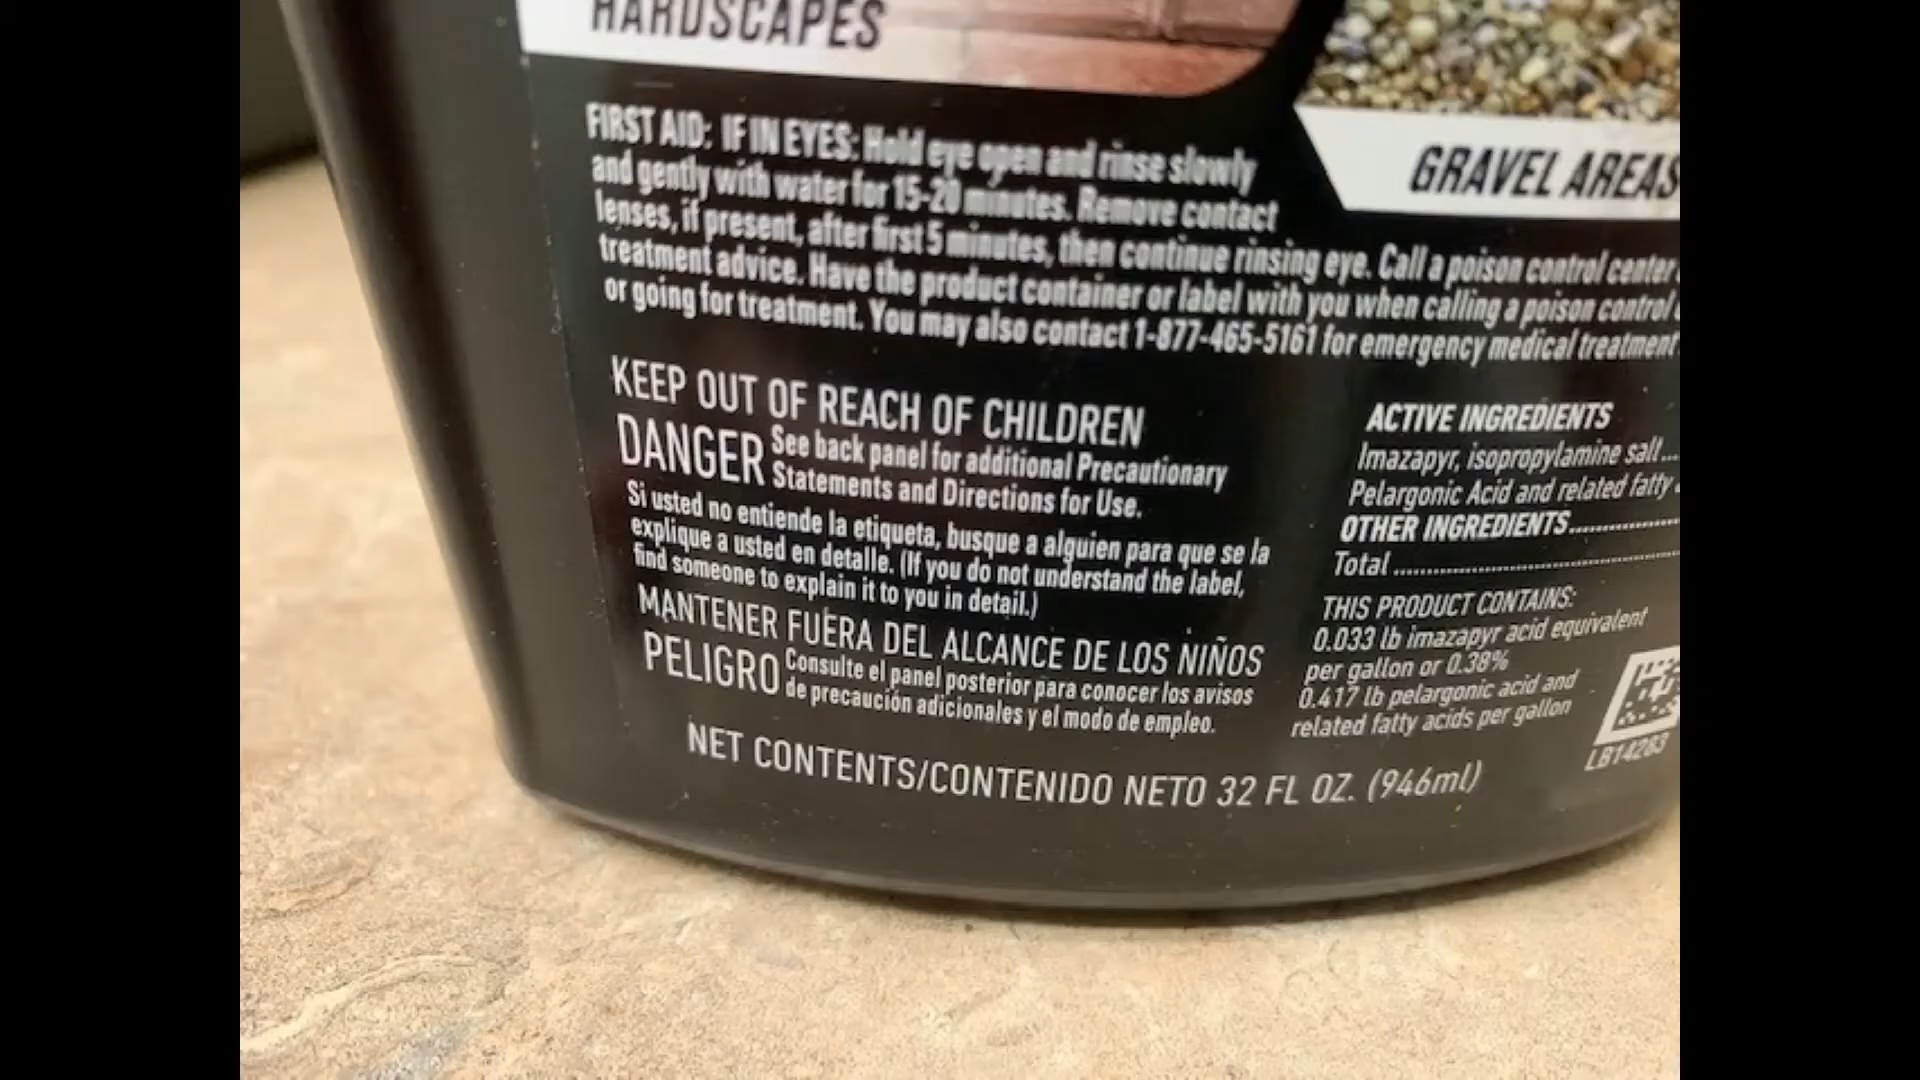 HARDSCAPES
GRAVEL AREAS
FIRST AID: IF IN EYES: Hold eye open and rinse slowly
and gently with water for 15-20 minutes. Remove contact
lenses, if present, after first 5 minutes, then continue rinsing eye. Call a poison control center
treatment advice. Have the product container or label with you when calling a poison control
or going for treatment. You may also contact 1-877-465-5161 for emergency medical treatment
KEEP OUT OF REACH OF CHILDREN
DANGER See back panel for additional Precautionary
Statements and Directions for Use.
Si usted no entiende la etiqueta, busque a alguien para que se la
explique a usted en detalle. (If you do not understand the label,
find someone to explain it to you in detail.)
MANTENER FUERA DEL ALCANCE DE LOS NIÑOS
PELIGRO Consulte el panel posterior para conocer los avisos
de precaución adicionales y el modo de empleo.
ACTIVE INGREDIENTS
Imazapyr, isopropylamine salt....
Pelargonic Acid and related fatty
OTHER INGREDIENTS....................
Total ................................................
THIS PRODUCT CONTAINS:
0.033 lb imazapyr acid equivalent
per gallon or 0.38%
0.417 lb pelargonic acid and
related fatty acids per gallon
LB14283
NET CONTENTS/CONTENIDO NETO 32 FL OZ. (946ml)